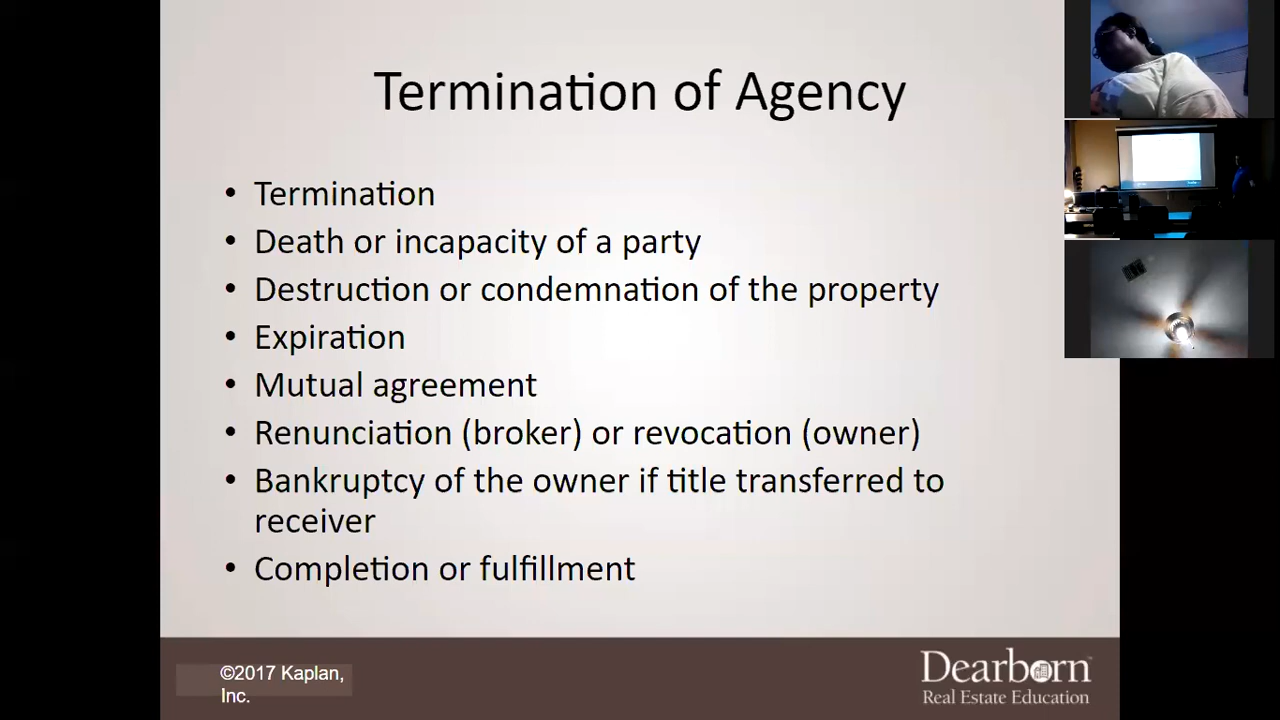 Termination of Agency
• Termination
• Death or incapacity of a party
• Destruction or condemnation of the property
• Expiration
• Mutual agreement
• Renunciation (broker) or revocation (owner)
• Bankruptcy of the owner if title transferred to
receiver
• Completion or fulfillment
©2017 Kaplan,
Inc.
Dearborn™
Real Estate Education